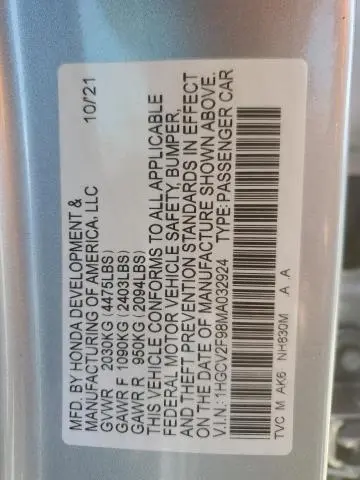 MFD. BY HONDA DEVELOPMENT &
MANUFACTURING OF AMERICA, LLC 10/21
GVWR 2030KG (4475LBS)
GAWR F 1090KG (2403LBS)
GAWR R 950KG (2094LBS)
THIS VEHICLE CONFORMS TO ALL APPLICABLE
FEDERAL MOTOR VEHICLE SAFETY, BUMPER,
AND THEFT PREVENTION STANDARDS IN EFFECT
ON THE DATE OF MANUFACTURE SHOWN ABOVE.
V.I.N.: 1HGCV2F98MA032924 TYPE: PASSENGER CAR
TVC M AK6 NH830M A A